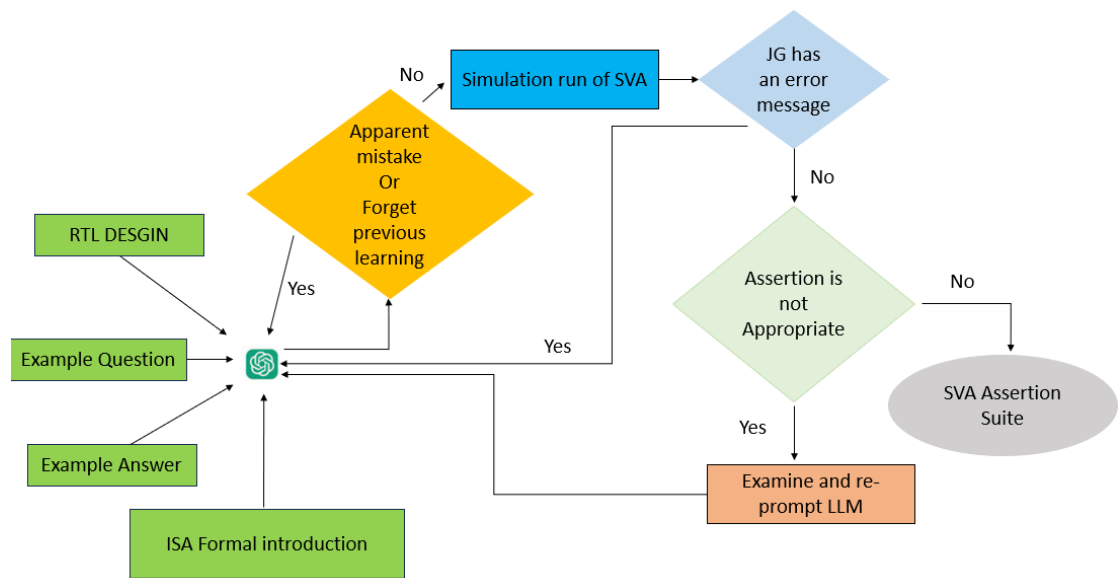 No
Simulation run of SVA
JG has
an error
message
Apparent
mistake
Or
Forget
previous
learning
No
RTL DESGIN
Yes
Assertion is
not
Appropriate
No
Example Question
Yes
SVA Assertion
Suite
Example Answer
Yes
Examine and re-
prompt LLM
ISA Formal introduction